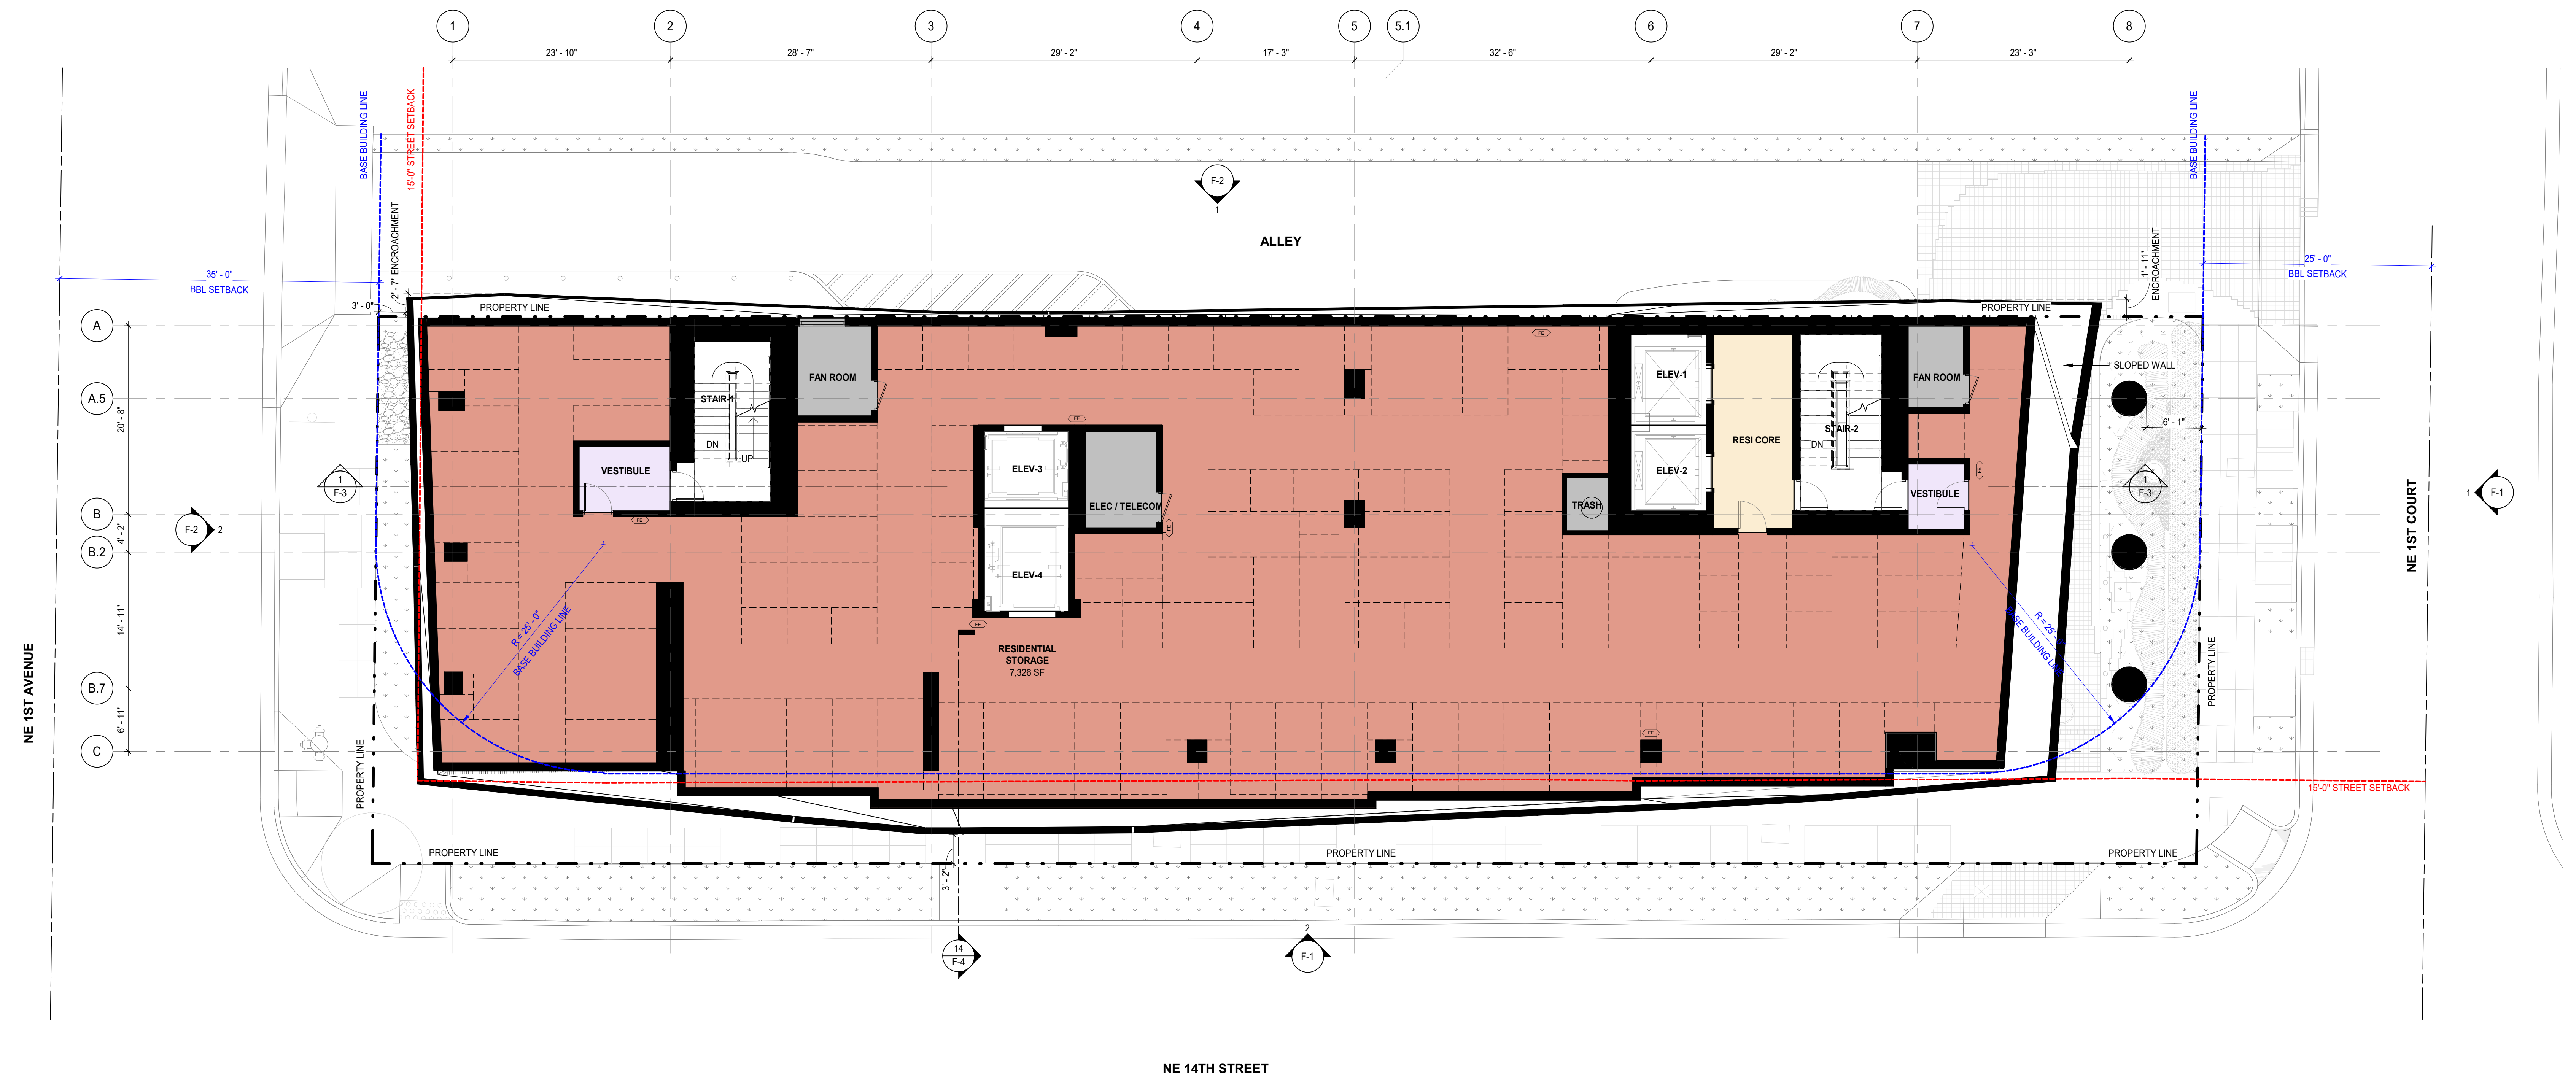 1
2
3
4
5
5.1
6
7
8
23' - 10"
28' - 7"
29' - 2"
17' - 3"
32' - 6"
29' - 2"
23' - 3"
BASE BUILDING LINE
15'-0" STREET SETBACK
BASE BUILDING LINE
F-2
1
ALLEY
2' - 7" ENCROACHMENT
1' - 11"
ENCROACHMENT
35' - 0"
BBL SETBACK
25' - 0"
BBL SETBACK
3' - 0"
PROPERTY LINE
PROPERTY LINE
A
A.5
B
B.2
B.7
C
20' - 8"
4' - 2"
14' - 11"
6' - 11"
FE
SLOPED WALL
FAN ROOM
STAIR-1
DN
UP
ELEV-1
ELEV-2
RESI CORE
STAIR-2
DN
FAN ROOM
6' - 1"
FE
VESTIBULE
ELEV-3
ELEC / TELECOM
ELEV-4
TRASH
VESTIBULE
FE
FE
FE
FE
1
F-3
1
F-3
F-2
2
1
F-1
NE 1ST COURT
NE 1ST AVENUE
R = 25' - 0"
BASE BUILDING LINE
R = 25' -
BASE BUILDING LINE
RESIDENTIAL
STORAGE
7,326 SF
FE
PROPERTY LINE
PROPERTY LINE
15'-0" STREET SETBACK
PROPERTY LINE
PROPERTY LINE
PROPERTY LINE
3' - 2"
14
F-4
2
F-1
NE 14TH STREET